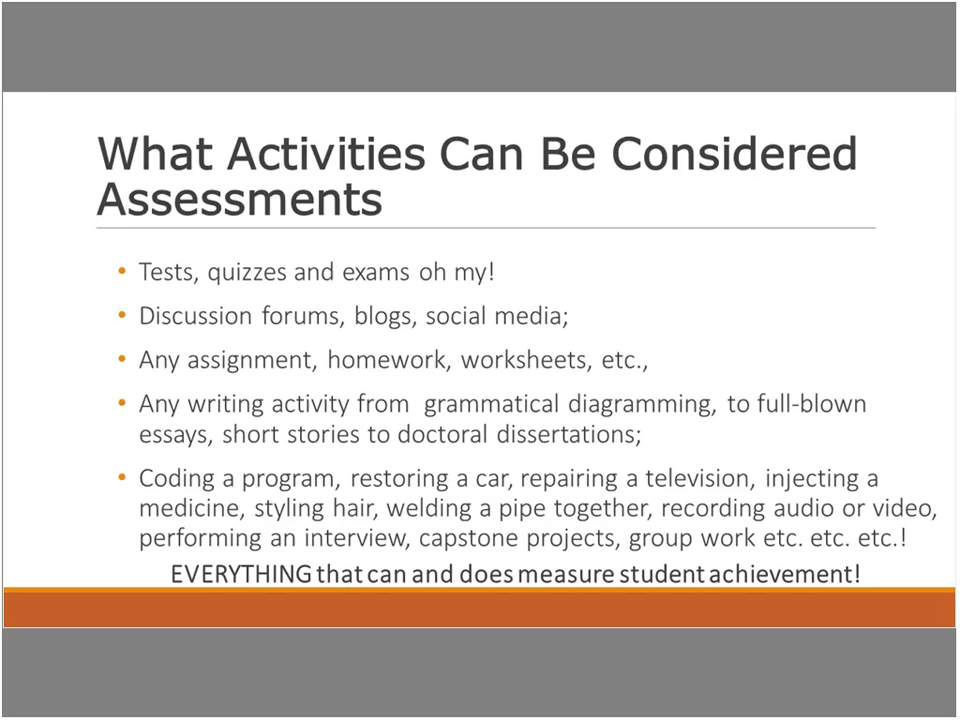 What Activities Can Be Considered
Assessments
• Tests, quizzes and exams oh my!
• Discussion forums, blogs, social media;
• Any assignment, homework, worksheets, etc.,
• Any writing activity from  grammatical diagramming, to full-blown
essays, short stories to doctoral dissertations;
• Coding a program, restoring a car, repairing a television, injecting a
medicine, styling hair, welding a pipe together, recording audio or video,
performing an interview, capstone projects, group work etc. etc. etc.!
EVERYTHING that can and does measure student achievement!